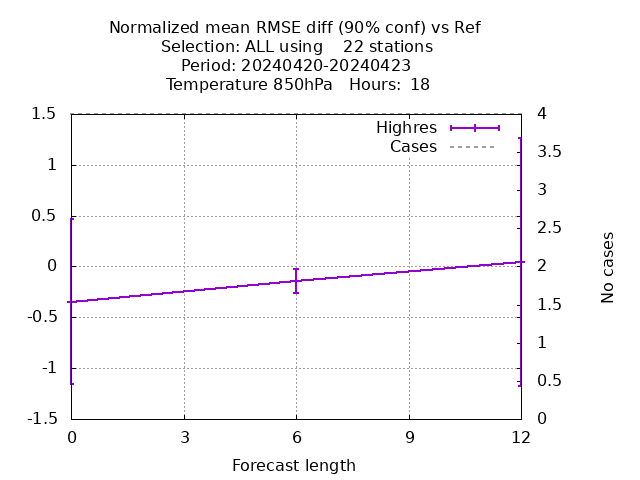 Normalized mean RMSE diff (90% conf) vs Ref
Selection: ALL using    22 stations
Period: 20240420-20240423
Temperature 850hPa   Hours:  18
Highres
Cases
1.5
1
0.5
0
-0.5
-1
-1.5
4
3.5
3
2.5
2
1.5
1
0.5
0
No cases
0 3 6 9 12
Forecast length